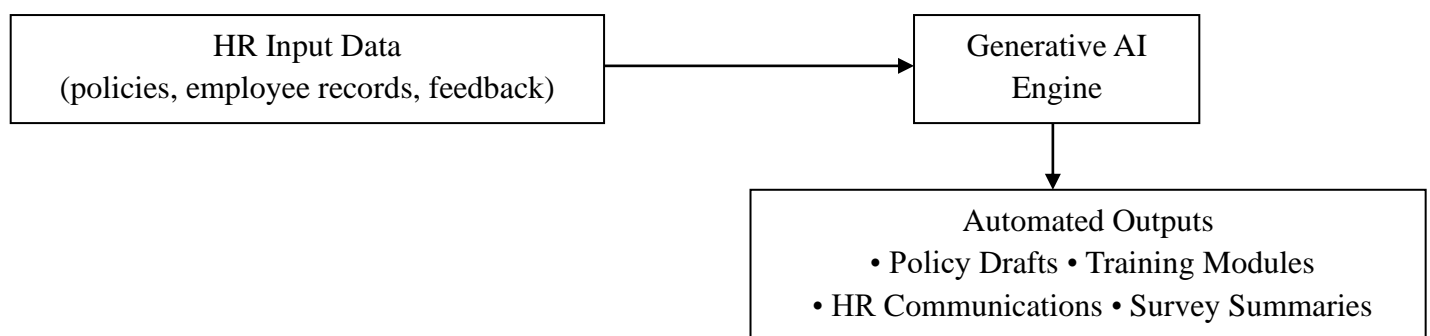 HR Input Data
(policies, employee records, feedback)
Generative AI
Engine
Automated Outputs
• Policy Drafts • Training Modules
• HR Communications • Survey Summaries